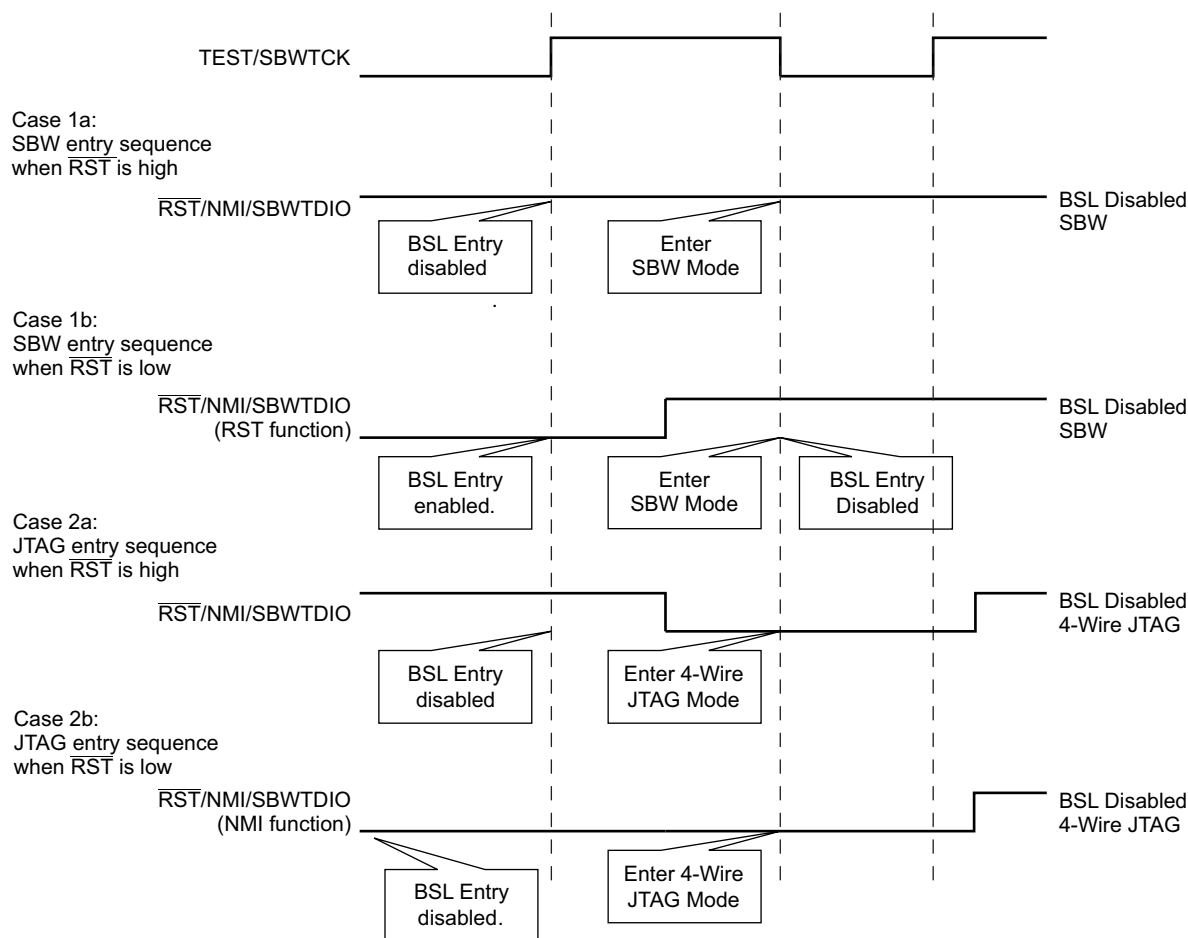 TEST/SBWTCK
Case 1a:
SBW entry sequence
when RST is high
RST/NMI/SBWTDIO
BSL Disabled
SBW
BSL Entry
disabled
Enter
SBW Mode
Case 1b:
SBW entry sequence
when RST is low
RST/NMI/SBWTDIO
(RST function)
BSL Disabled
SBW
BSL Entry
enabled.
Enter
SBW Mode
BSL Entry
Disabled
Case 2a:
JTAG entry sequence
when RST is high
RST/NMI/SBWTDIO
BSL Disabled
4-Wire JTAG
BSL Entry
disabled
Enter 4-Wire
JTAG Mode
Case 2b:
JTAG entry sequence
when RST is low
RST/NMI/SBWTDIO
(NMI function)
BSL Disabled
4-Wire JTAG
BSL Entry
disabled.
Enter 4-Wire
JTAG Mode